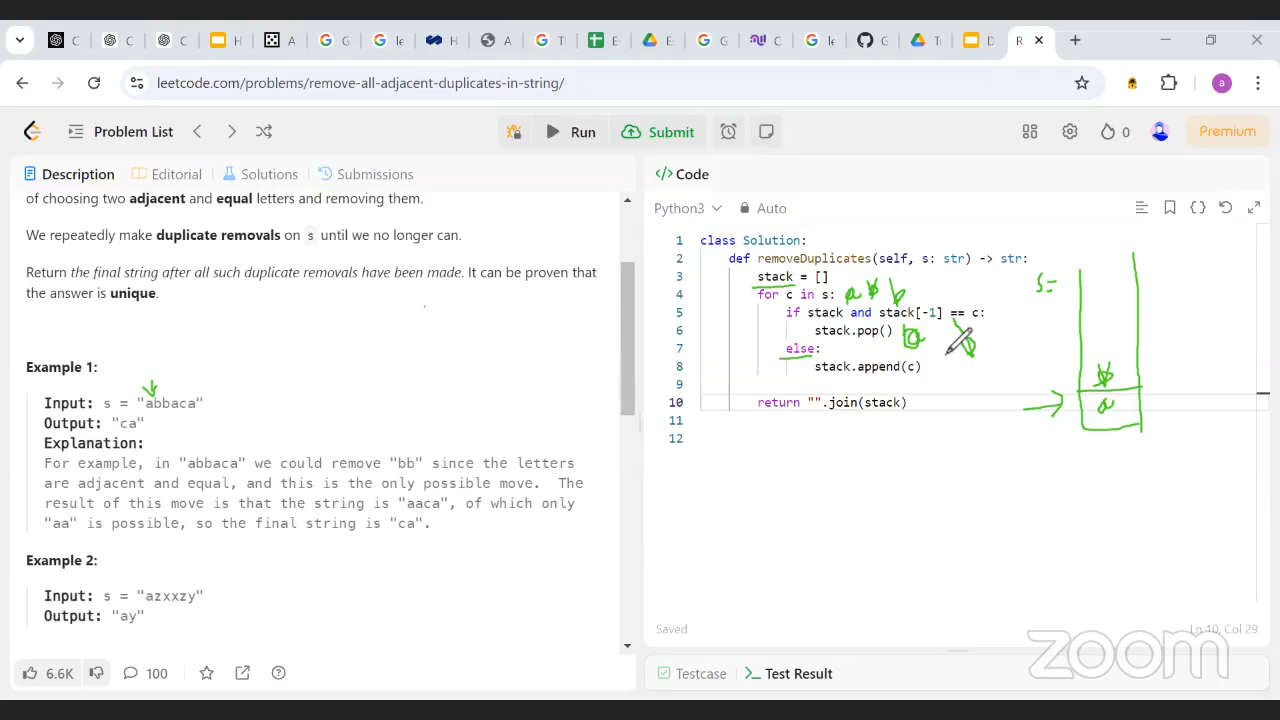 C
C
C
H
A
G
le
H
A
Tl
E
E
G
C
le
G
Tı
D
R
leetcode.com/problems/remove-all-adjacent-duplicates-in-string/
a
Problem List
Run
Submit
0
Premium
Description
Editorial
Solutions
Submissions
of choosing two adjacent and equal letters and removing them.
We repeatedly make duplicate removals on s until we no longer can.
Return the final string after all such duplicate removals have been made. It can be proven that
the answer is unique.
Example 1:
Input: s = "abbaca"
Output: "ca"
Explanation:
For example, in "abbaca" we could remove "bb" since the letters
are adjacent and equal, and this is the only possible move. The
result of this move is that the string is "aaca", of which only
"aa" is possible, so the final string is "ca".
Example 2:
Input: s = "azxxzy"
Output: "ay"
6.6K
100
</> Code
Python3
Auto
1 class Solution:
2 def removeDuplicates(self, s: str) -> str:
3 stack = []
4 for c in s: a b b
5 if stack and stack[-1] == c:
6 stack.pop()
7 else:
8 stack.append(c)
9
10 return "".join(stack)
11
12
s=
b
a
a
b
Saved
Ln 10, Col 29
zoom
Testcase
Test Result